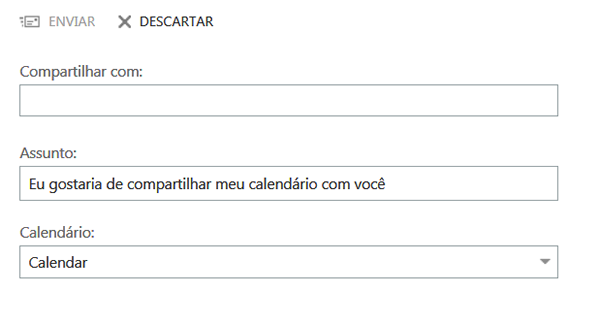 ENVIAR DESCARTAR
Compartilhar com:
Assunto:
Eu gostaria de compartilhar meu calendário com você
Calendário:
Calendar